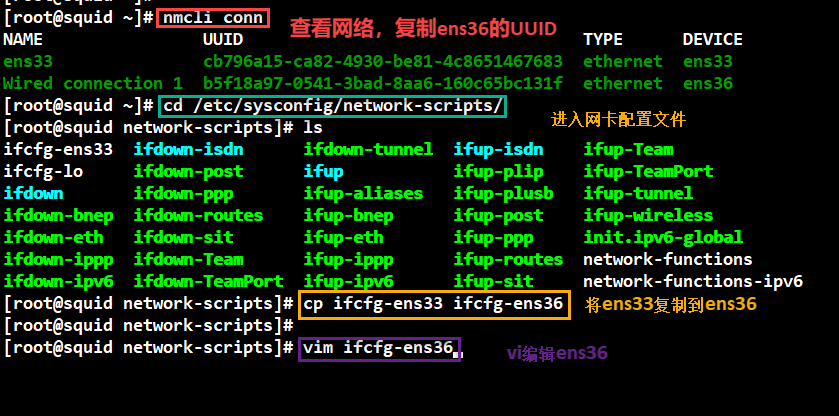 [root@squid ~]# nmcli conn
查看网络，复制ens36的UUID
NAME UUID TYPE DEVICE
ens33 cb796a15-ca82-4930-be81-4c8651467683 ethernet ens33
Wired connection 1 b5f18a97-0541-3bad-8aa6-160c65bc131f ethernet ens36
[root@squid ~]# cd /etc/sysconfig/network-scripts/
进入网卡配置文件
[root@squid network-scripts]# ls
ifcfg-ens33 ifdown-isdn ifdown-tunnel ifup-isdn ifup-Team
ifcfg-lo ifdown-post ifup ifup-plip ifup-TeamPort
ifdown ifdown-ppp ifup-aliases ifup-plusb ifup-tunnel
ifdown-bnep ifdown-routes ifup-bnep ifup-post ifup-wireless
ifdown-eth ifdown-sit ifup-eth ifup-ppp init.ipv6-global
ifdown-ippp ifdown-Team ifup-ippp ifup-routes network-functions
ifdown-ipv6 ifdown-TeamPort ifup-ipv6 ifup-sit network-functions-ipv6
[root@squid network-scripts]# cp ifcfg-ens33 ifcfg-ens36 将ens33复制到ens36
[root@squid network-scripts]#
[root@squid network-scripts]# vim ifcfg-ens36 vi编辑ens36